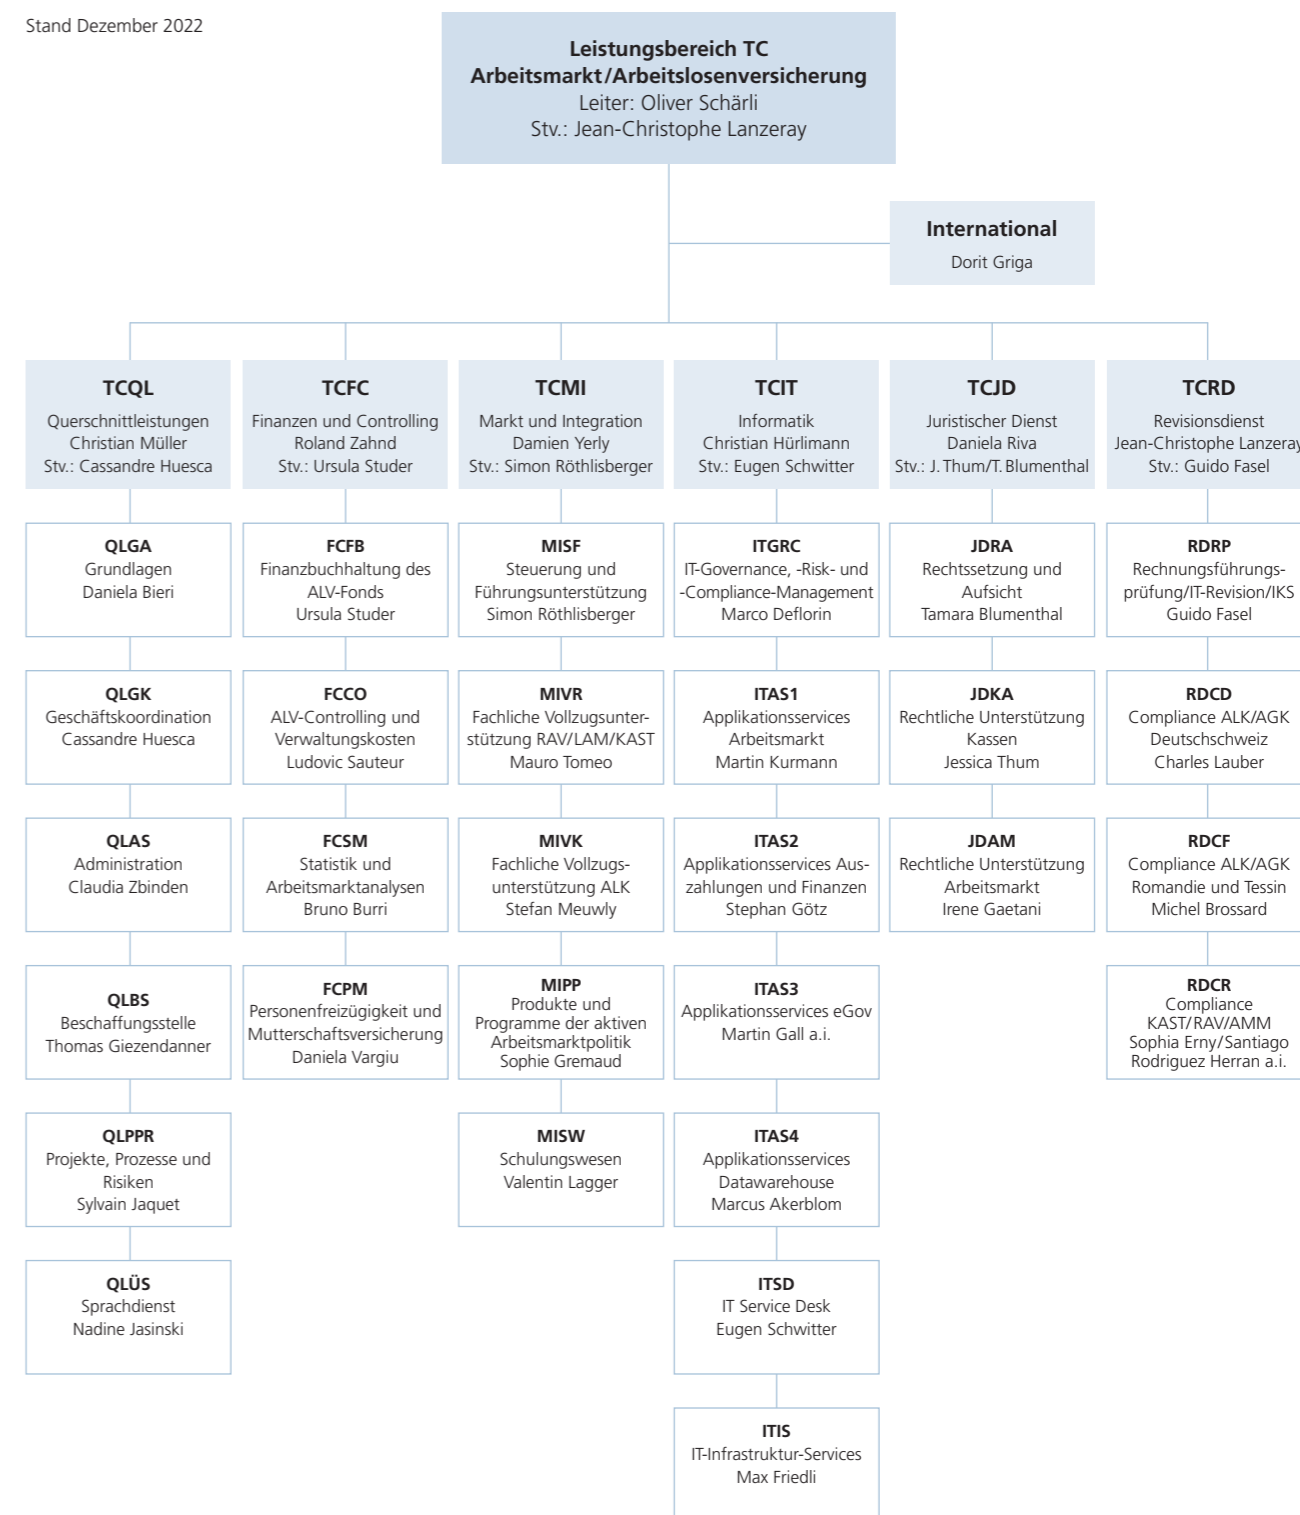 Stand Dezember 2022
Leistungsbereich TC
Arbeitsmarkt/Arbeitslosenversicherung
Leiter: Oliver Schärli
Stv.: Jean-Christophe Lanzeray
International
Dorit Griga
TCQL
Querschnittleistungen
Christian Müller
Stv.: Cassandre Huesca
QLGA
Grundlagen
Daniela Bieri
QLGK
Geschäftskoordination
Cassandre Huesca
QLAS
Administration
Claudia Zbinden
QLBS
Beschaffungsstelle
Thomas Giezendanner
QLPPR
Projekte, Prozesse und
Risiken
Sylvain Jaquet
QLÜS
Sprachdienst
Nadine Jasinski
TCFC
Finanzen und Controlling
Roland Zahnd
Stv.: Ursula Studer
FCFB
Finanzbuchhaltung des
ALV-Fonds
Ursula Studer
FCCO
ALV-Controlling und
Verwaltungskosten
Ludovic Sauteur
FCSM
Statistik und
Arbeitsmarktanalysen
Bruno Burri
FCPM
Personenfreizügigkeit und
Mutterschaftsversicherung
Daniela Vargiu
TCMI
Markt und Integration
Damien Yerly
Stv.: Simon Röthlisberger
MISF
Steuerung und
Führungsunterstützung
Simon Röthlisberger
MIVR
Fachliche Vollzugsunter-
stützung RAV/LAM/KAST
Mauro Tomeo
MIVK
Fachliche Vollzugs-
unterstützung ALK
Stefan Meuwly
MIPP
Produkte und
Programme der aktiven
Arbeitsmarktpolitik
Sophie Gremaud
MISW
Schulungswesen
Valentin Lagger
TCIT
Informatik
Christian Hürlimann
Stv.: Eugen Schwitter
ITGRC
IT-Governance, -Risk- und
-Compliance-Management
Marco Deflorin
ITAS1
Applikationsservices
Arbeitsmarkt
Martin Kurmann
ITAS2
Applikationsservices Aus-
zahlungen und Finanzen
Stephan Götz
ITAS3
Applikationsservices eGov
Martin Gall a.i.
ITAS4
Applikationsservices
Datawarehouse
Marcus Akerblom
ITSD
IT Service Desk
Eugen Schwitter
ITIS
IT-Infrastruktur-Services
Max Friedli
TCJD
Juristischer Dienst
Daniela Riva
Stv.: J. Thum/T. Blumenthal
JDRA
Rechtssetzung und
Aufsicht
Tamara Blumenthal
JDKA
Rechtliche Unterstützung
Kassen
Jessica Thum
JDAM
Rechtliche Unterstützung
Arbeitsmarkt
Irene Gaetani
TCRD
Revisionsdienst
Jean-Christophe Lanzeray
Stv.: Guido Fasel
RDRP
Rechnungsführungs-
prüfung/IT-Revision/IKS
Guido Fasel
RDCD
Compliance ALK/AGK
Deutschschweiz
Charles Lauber
RDCF
Compliance ALK/AGK
Romandie und Tessin
Michel Brossard
RDCR
Compliance
KAST/RAV/AMM
Sophia Erny/Santiago
Rodriguez Herran a.i.